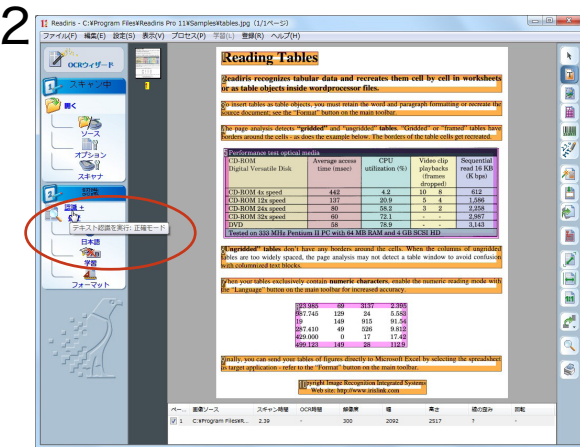 2
Readiris - C:¥Program Files¥Readiris Pro 11¥Samples¥tables.jpg (1/1ページ)
ファイル(F) 編集(E) 設定(S) 表示(V) プロセス(P) 学習(L) 登録(R) ヘルプ(H)
OCRウィザード
1. スキャン中
開く
ソース
オプション
スキャナ
2. 認識
認識 +
テキスト認識を実行: 正確モード
日本語
学習
フォーマット
1
Reading Tables
Readiris recognizes tabular data and recreates them cell by cell in worksheets
or as table objects inside wordprocessor files.
To insert tables as table objects, you must retain the word and paragraph formatting or recreate the
source document; see the "Format" button on the main toolbar.
The page analysis detects "gridded" and "ungridded" tables. "Gridded" or "framed" tables have
borders around the cells - as does the example below. The borders of the table cells get recreated.
Performance test optical media
CD-ROM Average access CPU Video clip Sequential
Digital Versatile Disk time (msec) utilization (%) playbacks read 16 KB
(frames (K bps)
dropped)
CD-ROM 4x speed 442 4.2 10 8 612
CD-ROM 12x speed 137 20.9 5 4 1,586
CD-ROM 24x speed 80 58.2 3 2 2,258
CD-ROM 32x speed 60 72.1 - - 2,987
DVD 58 78.9 - - 3,143
Tested on 333 MHz Pentium II PC with 64 MB RAM and 4 GB SCSI HD
"Ungridded" tables don't have any borders around the cells. When the columns of ungridded
tables are too widely spaced, the page analysis may not detect a table window to avoid confusion
with columnized text blocks.
When your tables exclusively contain numeric characters, enable the numeric reading mode with
the "Language" button on the main toolbar for increased accuracy.
923.985 69 3137 2.395
987.745 129 24 5.583
19 149 915 91.54
287.410 49 526 9.812
429.000 0 17 17.42
499.123 149 28 112.9
Finally, you can send your tables of figures directly to Microsoft Excel by selecting the spreadsheet
as target application - refer to the "Format" button on the main toolbar.
Copyright Image Recognition Integrated Systems
Web site: http://www.irislink.com
ペー... 画像ソース スキャン時間 OCR時間 解像度 幅 高さ 線の歪み 回転
1 C:¥Program Files¥R... 2.39 - 300 2092 2517 ? -